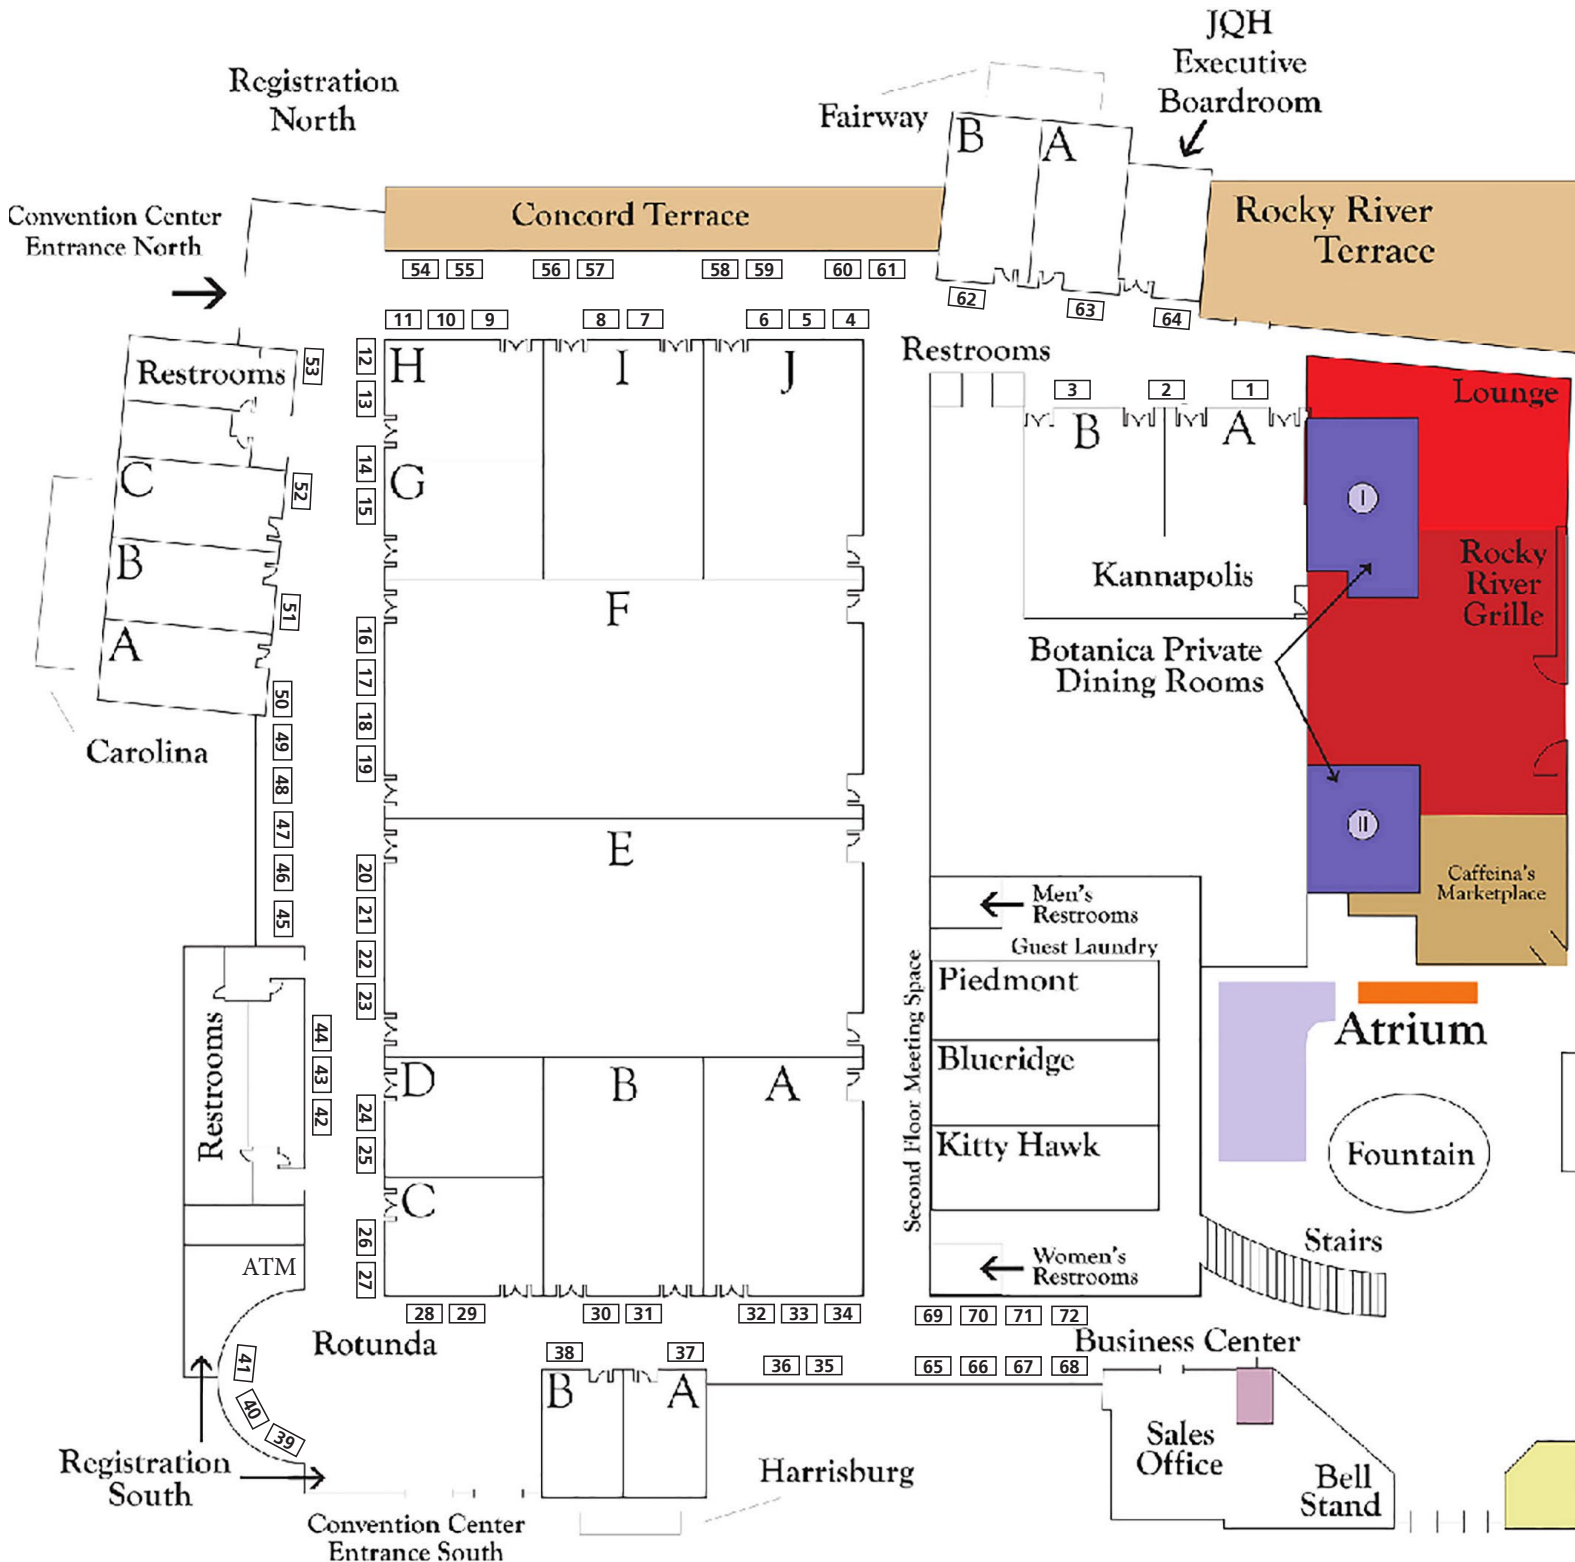 JQH
Executive
Boardroom
Registration
North
Fairway
B
A
Convention Center
Entrance North
Concord Terrace
Rocky River
Terrace
54 55 56 57 58 59 60 61
62
63
64
11 10 9 8 7 6 5 4
Restrooms
53
12
H
I
J
Restrooms
Lounge
13
3 2 1
B
A
C
52
14
G
15
I
Rocky
River
Grille
B
Kannapolis
51
F
16
A
Botanica Private
Dining Rooms
17
50
18
49
Carolina
19
48
47
E
II
20
46
Caffeina's
Marketplace
21
45
Men's
Restrooms
22
Guest Laundry
23
Piedmont
Second Floor Meeting Space
Restrooms
44
43
42
Atrium
D
B
A
Blueridge
24
25
Kitty Hawk
Fountain
C
26
Stairs
ATM
27
Women's
Restrooms
28 29 30 31 32 33 34
69 70 71 72
Rotunda
Business Center
38 37
36 35
65 66 67 68
41
B
A
40
39
Sales
Office
Registration
South
Harrisburg
Bell
Stand
Convention Center
Entrance South